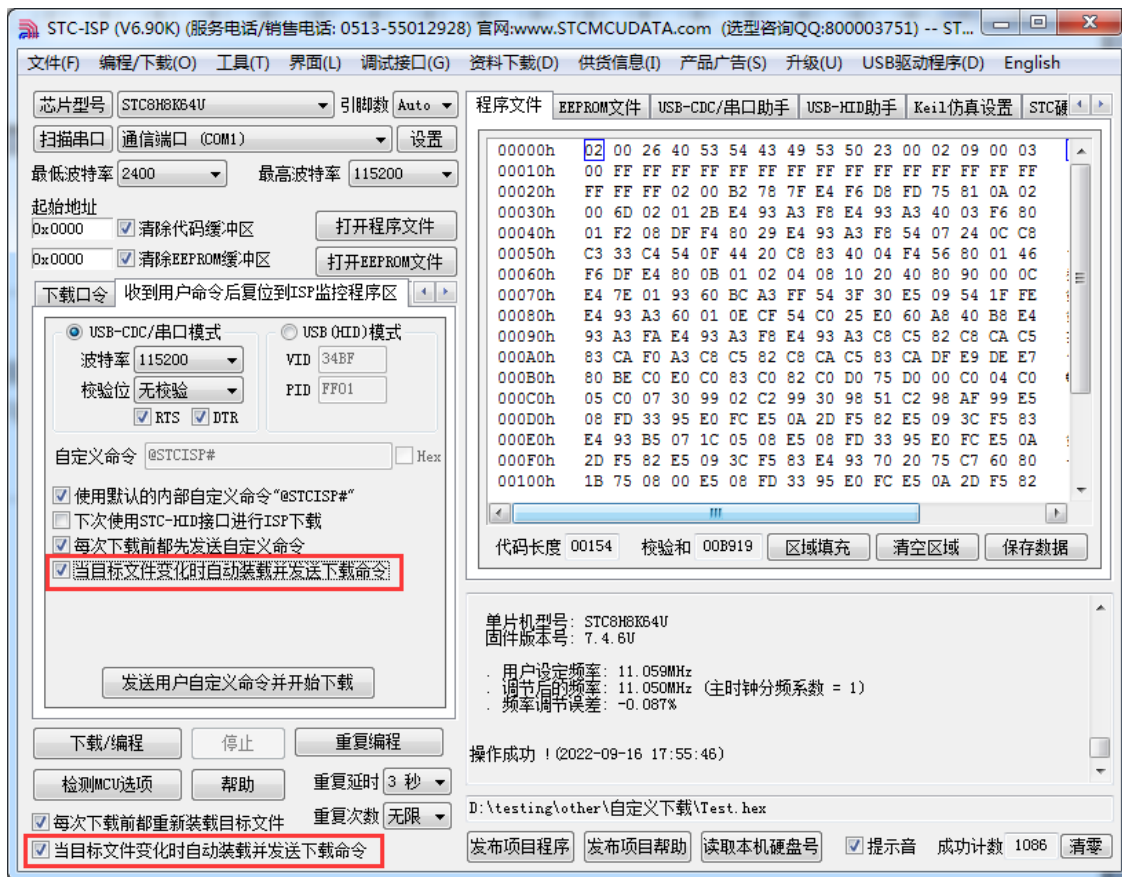 STC-ISP (V6.90K) (服务电话/销售电话: 0513-55012928) 官网:www.STCMCUDATA.com (选型咨询QQ:800003751) -- ST...
文件(F) 编程/下载(O) 工具(T) 界面(L) 调试接口(G) 资料下载(D) 供货信息(I) 产品广告(S) 升级(U) USB驱动程序(D) English
芯片型号 STC8H8K64U 引脚数 Auto
扫描串口 通信端口 (COM1) 设置
最低波特率 2400 最高波特率 115200
起始地址
0x0000 清除代码缓冲区 打开程序文件
0x0000 清除EEPROM缓冲区 打开EEPROM文件
下载口令 收到用户命令后复位到ISP监控程序区
USB-CDC/串口模式 USB(HID)模式
波特率 115200 VID 34BF
校验位 无校验 PID FF01
RTS DTR
自定义命令 @STCISP# Hex
使用默认的内部自定义命令"@STCISP#"
下次使用STC-HID接口进行ISP下载
每次下载前都先发送自定义命令
当目标文件变化时自动装载并发送下载命令
发送用户自定义命令并开始下载
下载/编程 停止 重复编程
检测MCU选项 帮助 重复延时 3 秒
每次下载前都重新装载目标文件 重复次数 无限
当目标文件变化时自动装载并发送下载命令
程序文件 EEPROM文件 USB-CDC/串口助手 USB-HID助手 Keil仿真设置 STC硬
00000h 02 00 26 40 53 54 43 49 53 50 23 00 02 09 00 03
00010h 00 FF FF FF FF FF FF FF FF FF FF FF FF FF FF FF
00020h FF FF FF 02 00 B2 78 7F E4 F6 D8 FD 75 81 0A 02
00030h 00 6D 02 01 2B E4 93 A3 F8 E4 93 A3 40 03 F6 80
00040h 01 F2 08 DF F4 80 29 E4 93 A3 F8 54 07 24 0C C8
00050h C3 33 C4 54 0F 44 20 C8 83 40 04 F4 56 80 01 46
00060h F6 DF E4 80 0B 01 02 04 08 10 20 40 80 90 00 0C
00070h E4 7E 01 93 60 BC A3 FF 54 3F 30 E5 09 54 1F FE
00080h E4 93 A3 60 01 0E CF 54 C0 25 E0 60 A8 40 B8 E4
00090h 93 A3 FA E4 93 A3 F8 E4 93 A3 C8 C5 82 C8 CA C5
000A0h 83 CA F0 A3 C8 C5 82 C8 CA C5 83 CA DF E9 DE E7
000B0h 80 BE C0 E0 C0 83 C0 82 C0 D0 75 D0 00 C0 04 C0
000C0h 05 C0 07 30 99 02 C2 99 30 98 51 C2 98 AF 99 E5
000D0h 08 FD 33 95 E0 FC E5 0A 2D F5 82 E5 09 3C F5 83
000E0h E4 93 B5 07 1C 05 08 E5 08 FD 33 95 E0 FC E5 0A
000F0h 2D F5 82 E5 09 3C F5 83 E4 93 70 20 75 C7 60 80
00100h 1B 75 08 00 E5 08 FD 33 95 E0 FC E5 0A 2D F5 82
代码长度 00154 校验和 00B919 区域填充 清空区域 保存数据
单片机型号: STC8H8K64U
固件版本号: 7.4.6U
. 用户设定频率: 11.059MHz
. 调节后的频率: 11.050MHz (主时钟分频系数 = 1)
. 频率调节误差: -0.087%
操作成功 !(2022-09-16 17:55:46)
D:\testing\other\自定义下载\Test.hex
发布项目程序 发布项目帮助 读取本机硬盘号 提示音 成功计数 1086 清零